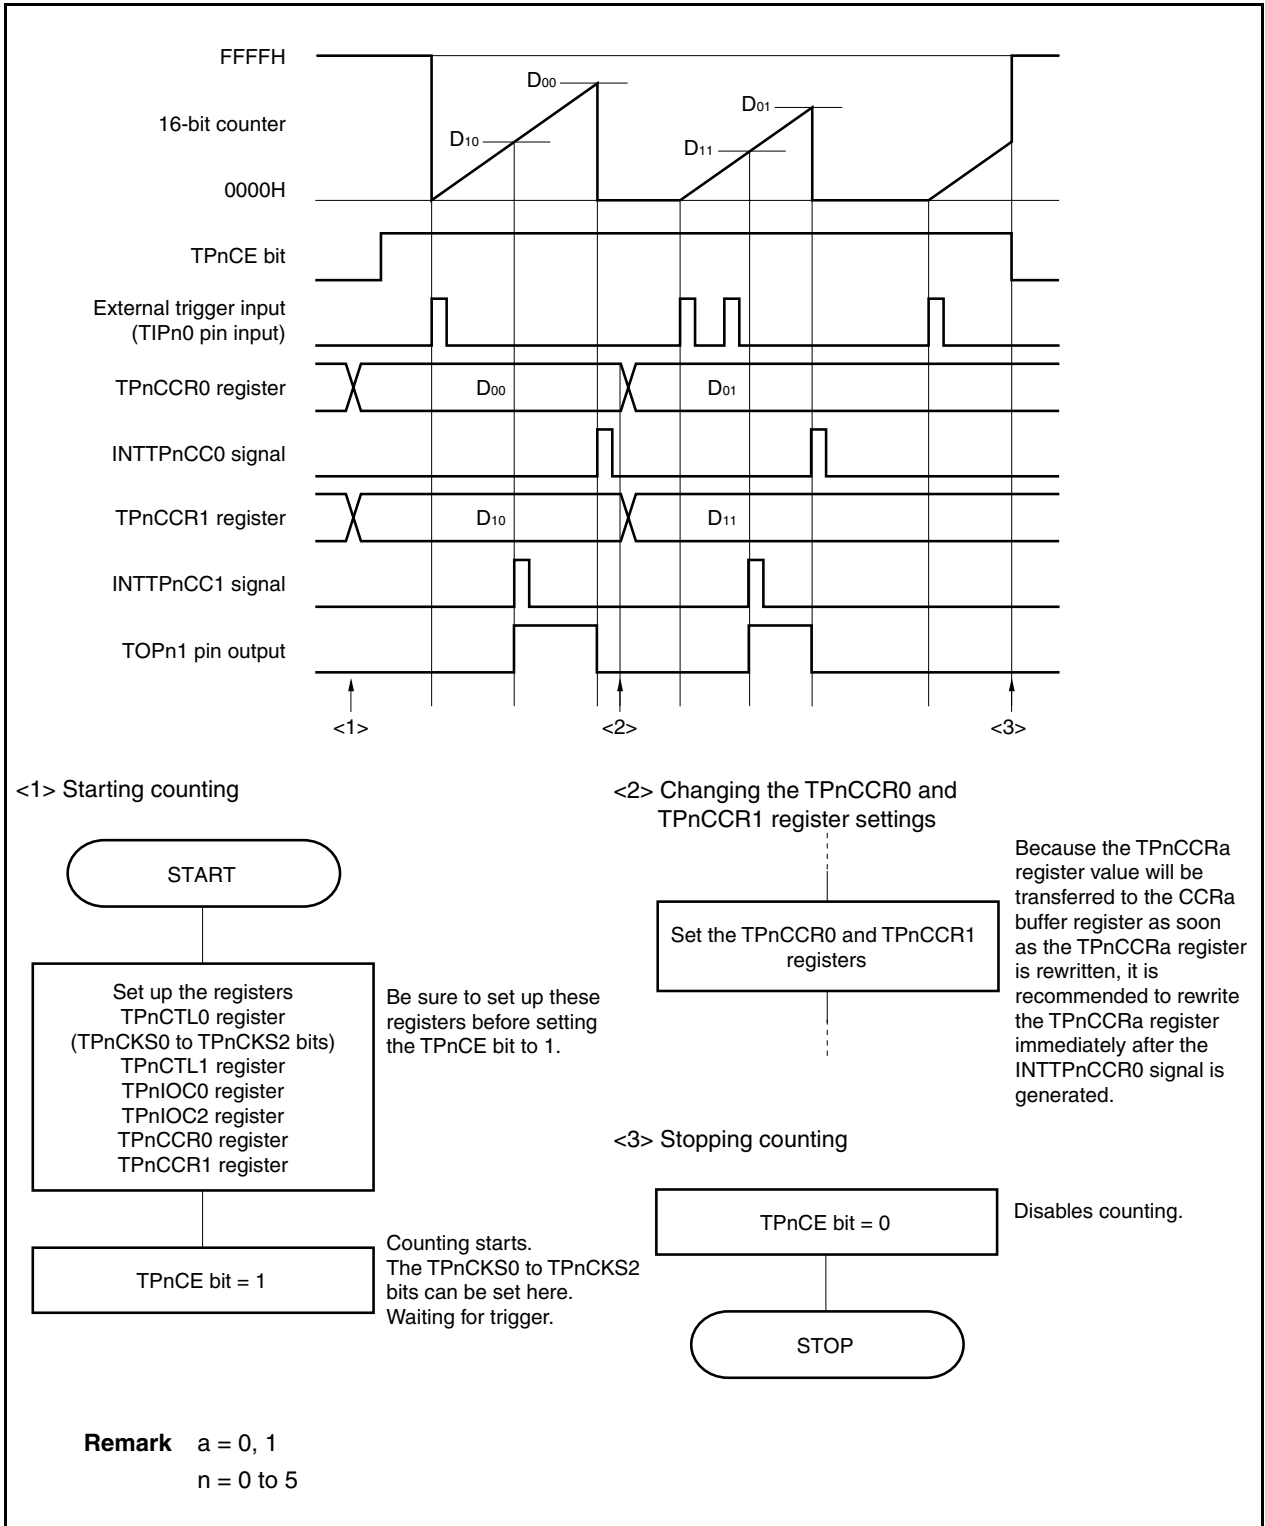 FFFFH
D00
D01
16-bit counter
D10
D11
0000H
TPnCE bit
External trigger input
(TIPn0 pin input)
TPnCCR0 register
D00
D01
INTTPnCC0 signal
TPnCCR1 register
D10
D11
INTTPnCC1 signal
TOPn1 pin output
<1>
<2>
<3>
<1> Starting counting
START
Set up the registers
TPnCTL0 register
(TPnCKS0 to TPnCKS2 bits)
TPnCTL1 register
TPnIOC0 register
TPnIOC2 register
TPnCCR0 register
TPnCCR1 register
Be sure to set up these
registers before setting
the TPnCE bit to 1.
TPnCE bit = 1
Counting starts.
The TPnCKS0 to TPnCKS2
bits can be set here.
Waiting for trigger.
<2> Changing the TPnCCR0 and
TPnCCR1 register settings
Set the TPnCCR0 and TPnCCR1
registers
Because the TPnCCRa
register value will be
transferred to the CCRa
buffer register as soon
as the TPnCCRa register
is rewritten, it is
recommended to rewrite
the TPnCCRa register
immediately after the
INTTPnCCR0 signal is
generated.
<3> Stopping counting
TPnCE bit = 0
Disables counting.
STOP
Remark a = 0, 1
n = 0 to 5